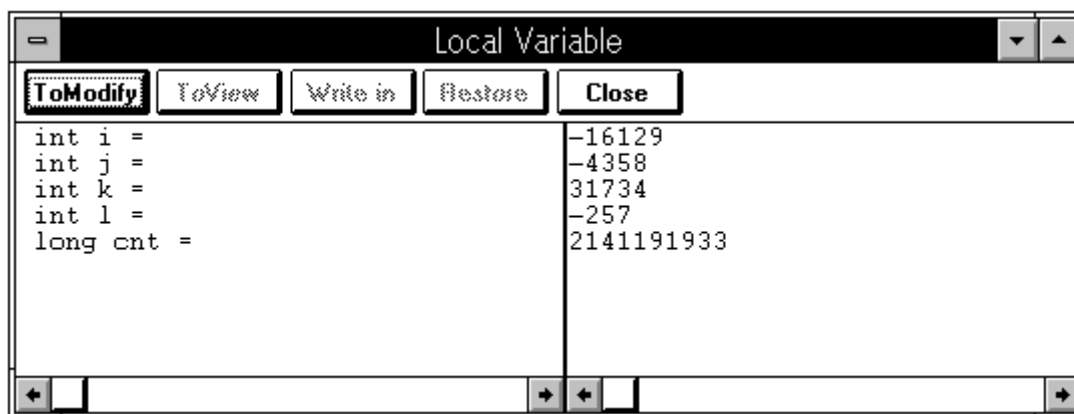 Local Variable
ToModify ToView Write in Restore Close
int i = −16129
int j = −4358
int k = 31734
int l = −257
long cnt = 2141191933